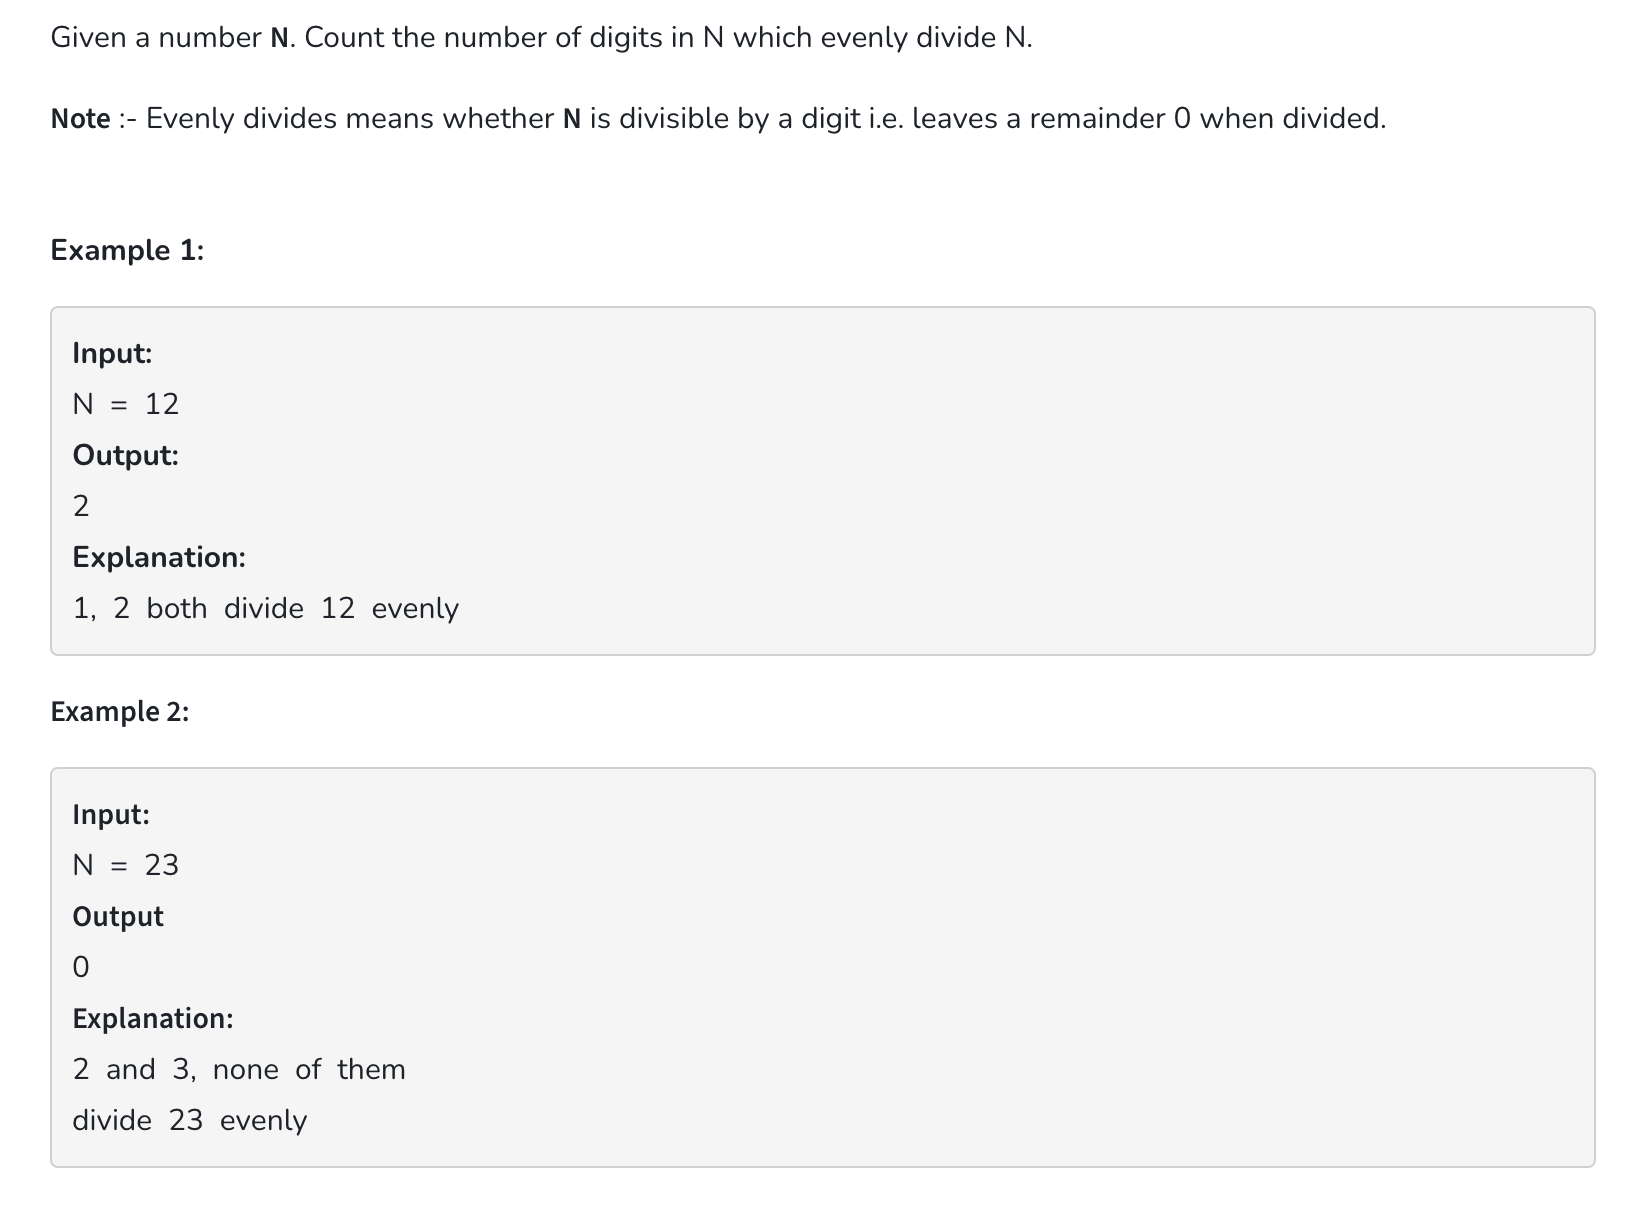 Given a number N. Count the number of digits in N which evenly divide N.
Note :- Evenly divides means whether N is divisible by a digit i.e. leaves a remainder 0 when divided.
Example 1:
Input:
N = 12
Output:
2
Explanation:
1, 2 both divide 12 evenly
Example 2:
Input:
N = 23
Output
0
Explanation:
2 and 3, none of them
divide 23 evenly